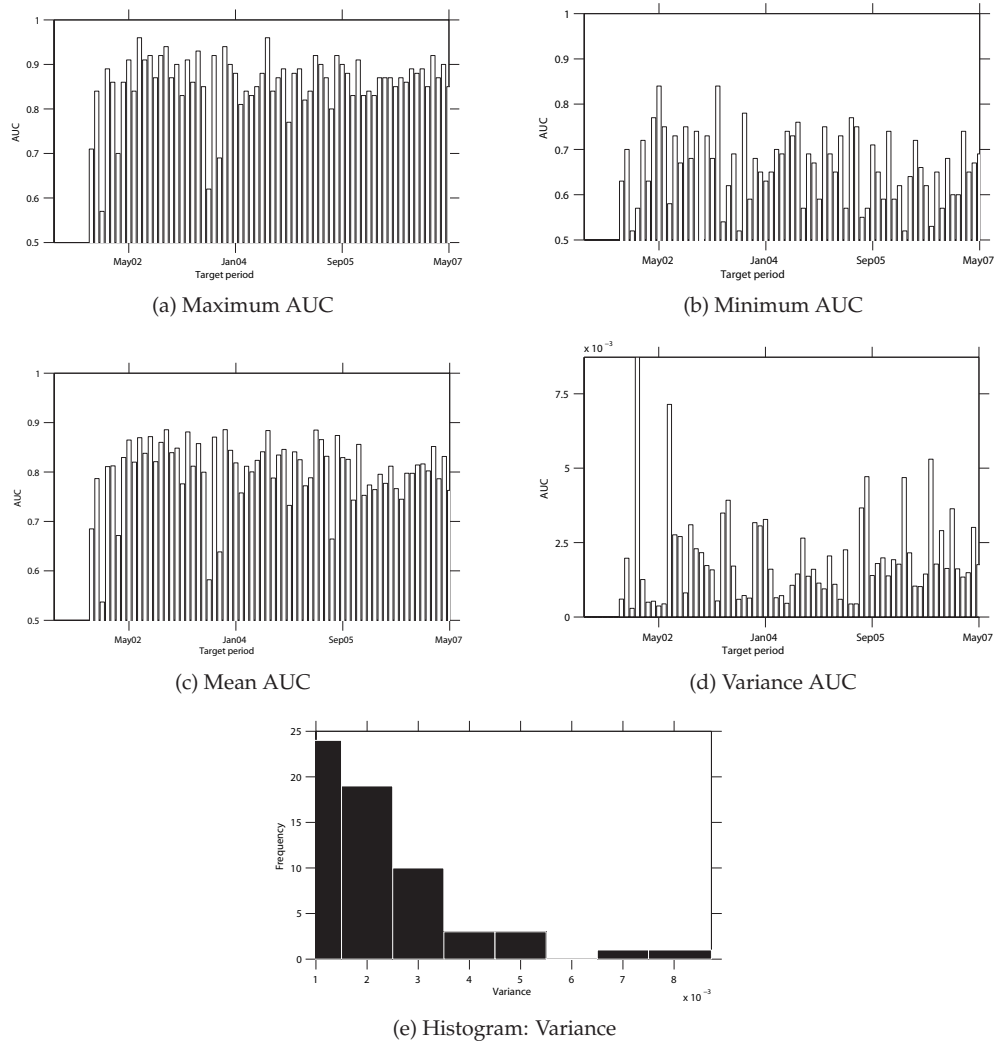 1
0.9
0.8
0.7
0.6
0.5
AUC
May02 Jan04 Sep05 May07
Target period
(a) Maximum AUC
1
0.9
0.8
0.7
0.6
0.5
AUC
May02 Jan04 Sep05 May07
Target period
(b) Minimum AUC
1
0.9
0.8
0.7
0.6
0.5
AUC
May02 Jan04 Sep05 May07
Target period
(c) Mean AUC
x 10 -3
7.5
5
2.5
0
AUC
May02 Jan04 Sep05 May07
Target period
(d) Variance AUC
25
20
15
10
5
0
Frequency
1 2 3 4 5 6 7 8
Variance
x 10 -3
(e) Histogram: Variance